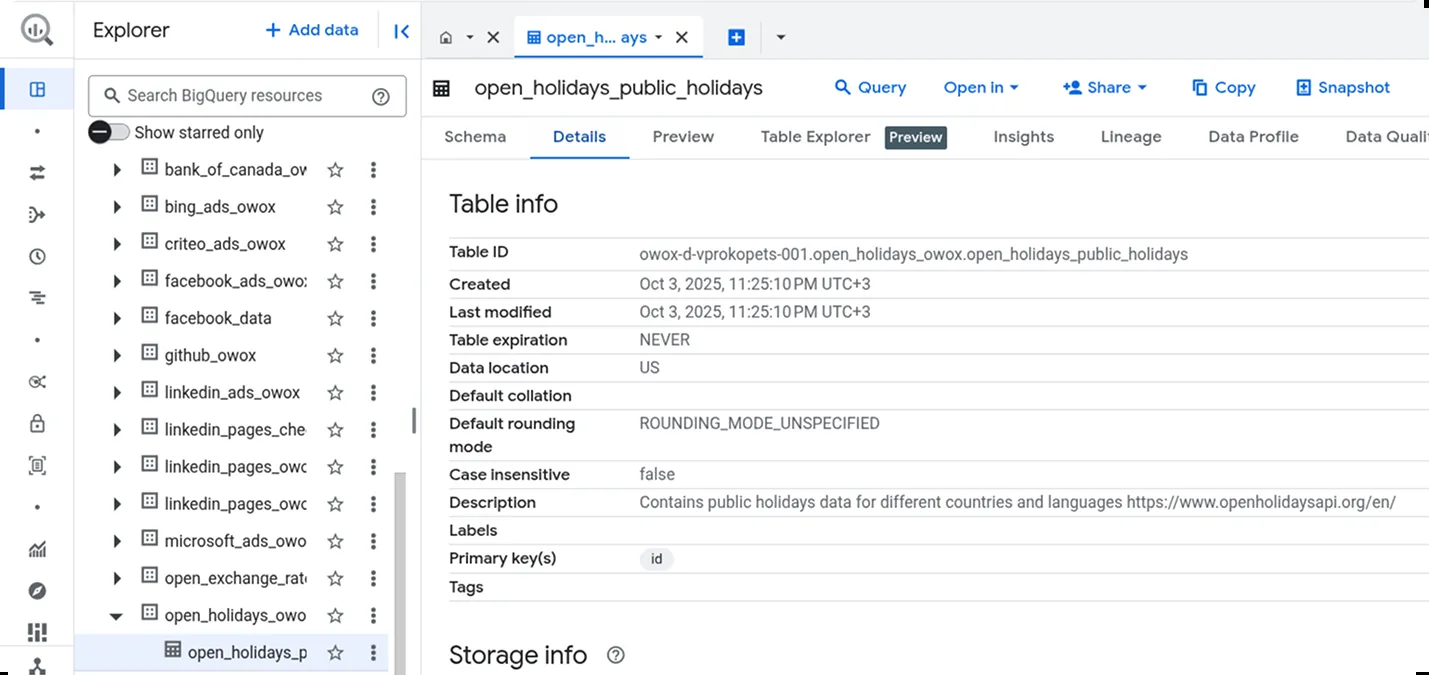 Explorer
+ Add data
Search BigQuery resources
Show starred only
bank_of_canada_ow
bing_ads_owox
criteo_ads_owox
facebook_ads_owo
facebook_data
github_owox
linkedin_ads_owox
linkedin_pages_che
linkedin_pages_owo
linkedin_pages_owo
microsoft_ads_owo
open_exchange_rat
open_holidays_owo
open_holidays_p
open_h... ays
open_holidays_public_holidays
Query
Open in
Share
Copy
Snapshot
Schema
Details
Preview
Table Explorer
Preview
Insights
Lineage
Data Profile
Data Quali
Table info
Table ID owox-d-vprokopets-001.open_holidays_owox.open_holidays_public_holidays
Created Oct 3, 2025, 11:25:10 PM UTC+3
Last modified Oct 3, 2025, 11:25:10 PM UTC+3
Table expiration NEVER
Data location US
Default collation
Default rounding mode ROUNDING_MODE_UNSPECIFIED
Case insensitive false
Description Contains public holidays data for different countries and languages https://www.openholidaysapi.org/en/
Labels
Primary key(s) id
Tags
Storage info